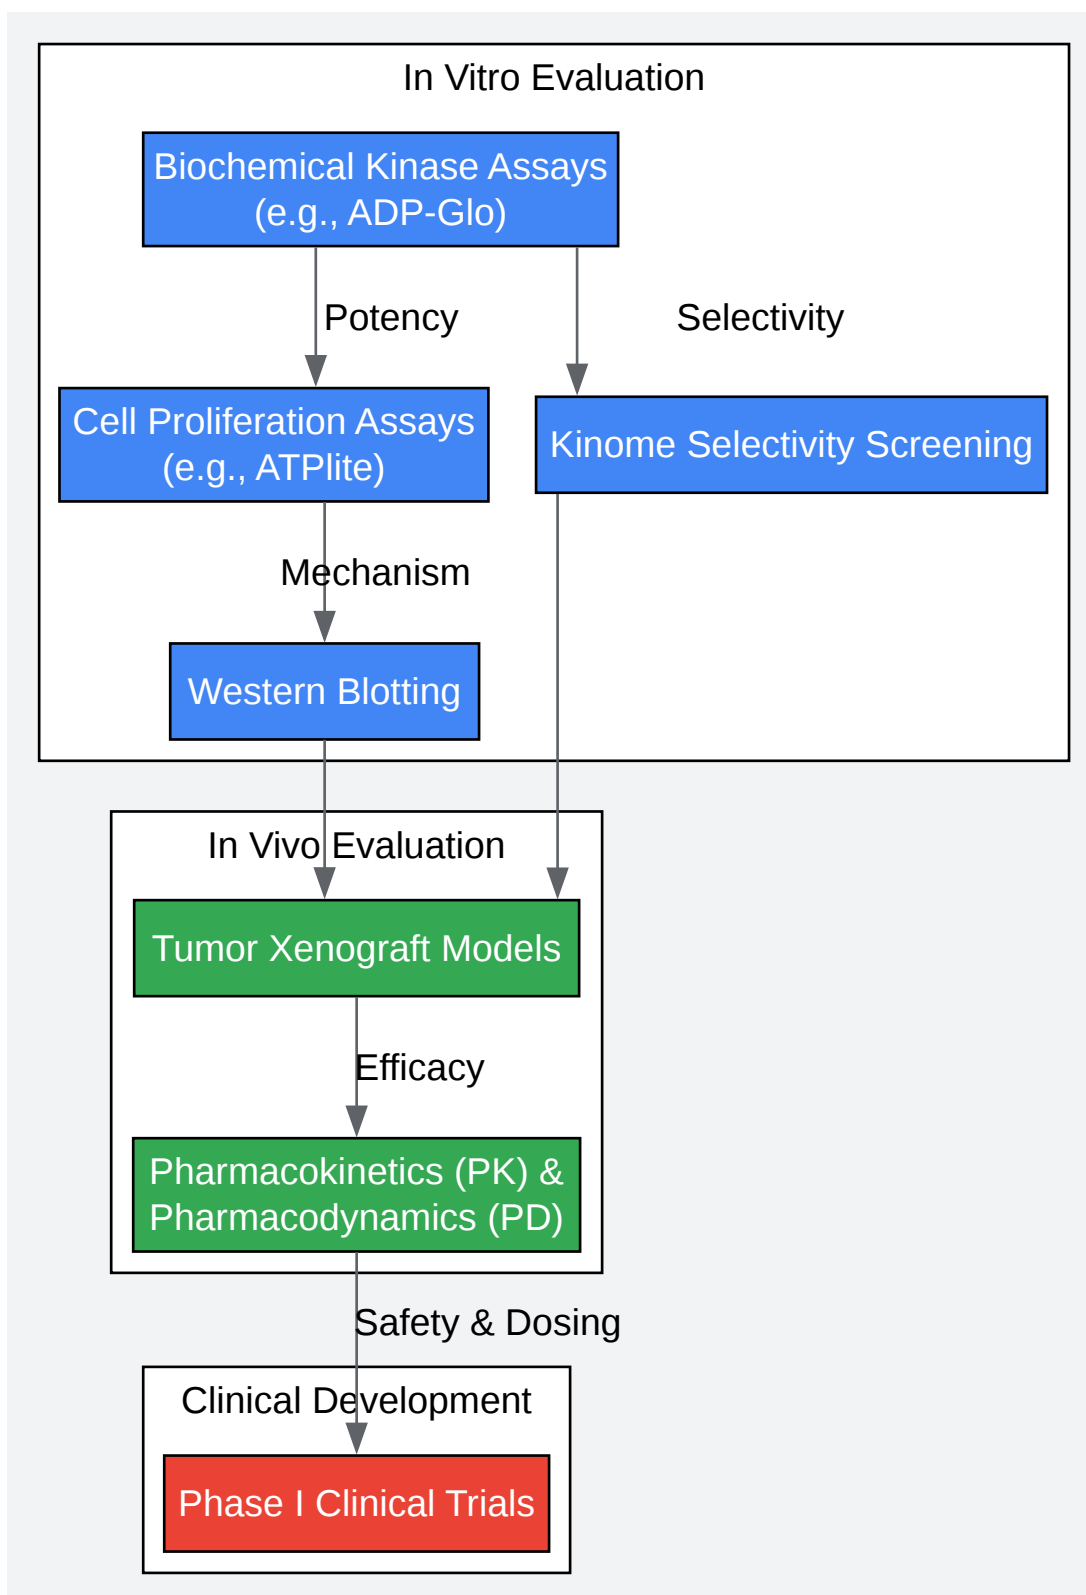 In Vitro Evaluation
Biochemical Kinase Assays
(e.g., ADP-Glo)
Potency
Selectivity
Cell Proliferation Assays
(e.g., ATPlite)
Kinome Selectivity Screening
Mechanism
Western Blotting
In Vivo Evaluation
Tumor Xenograft Models
Efficacy
Pharmacokinetics (PK) &
Pharmacodynamics (PD)
Safety & Dosing
Clinical Development
Phase I Clinical Trials